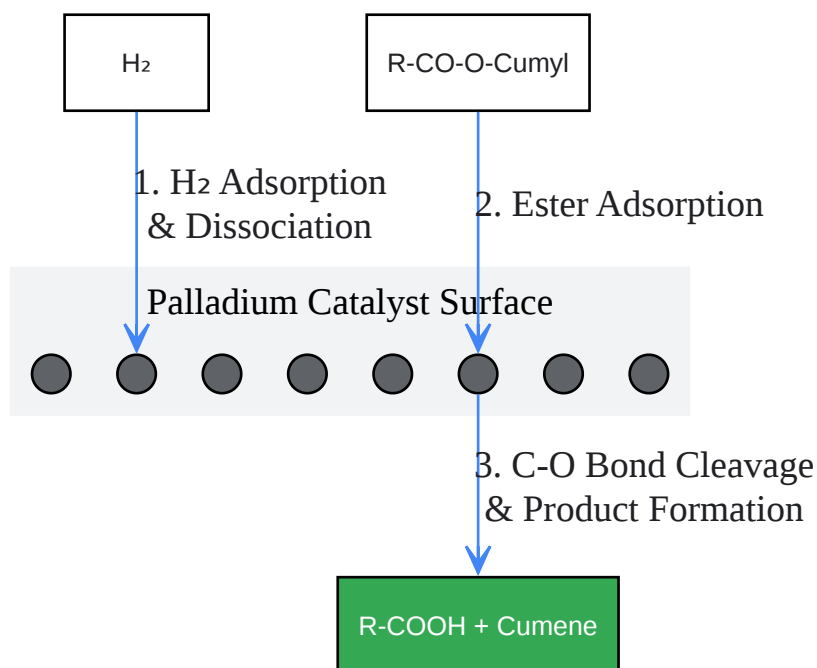 H₂
R-CO-O-Cumyl
1. H₂ Adsorption
& Dissociation
2. Ester Adsorption
Palladium Catalyst Surface
3. C-O Bond Cleavage
& Product Formation
R-COOH + Cumene